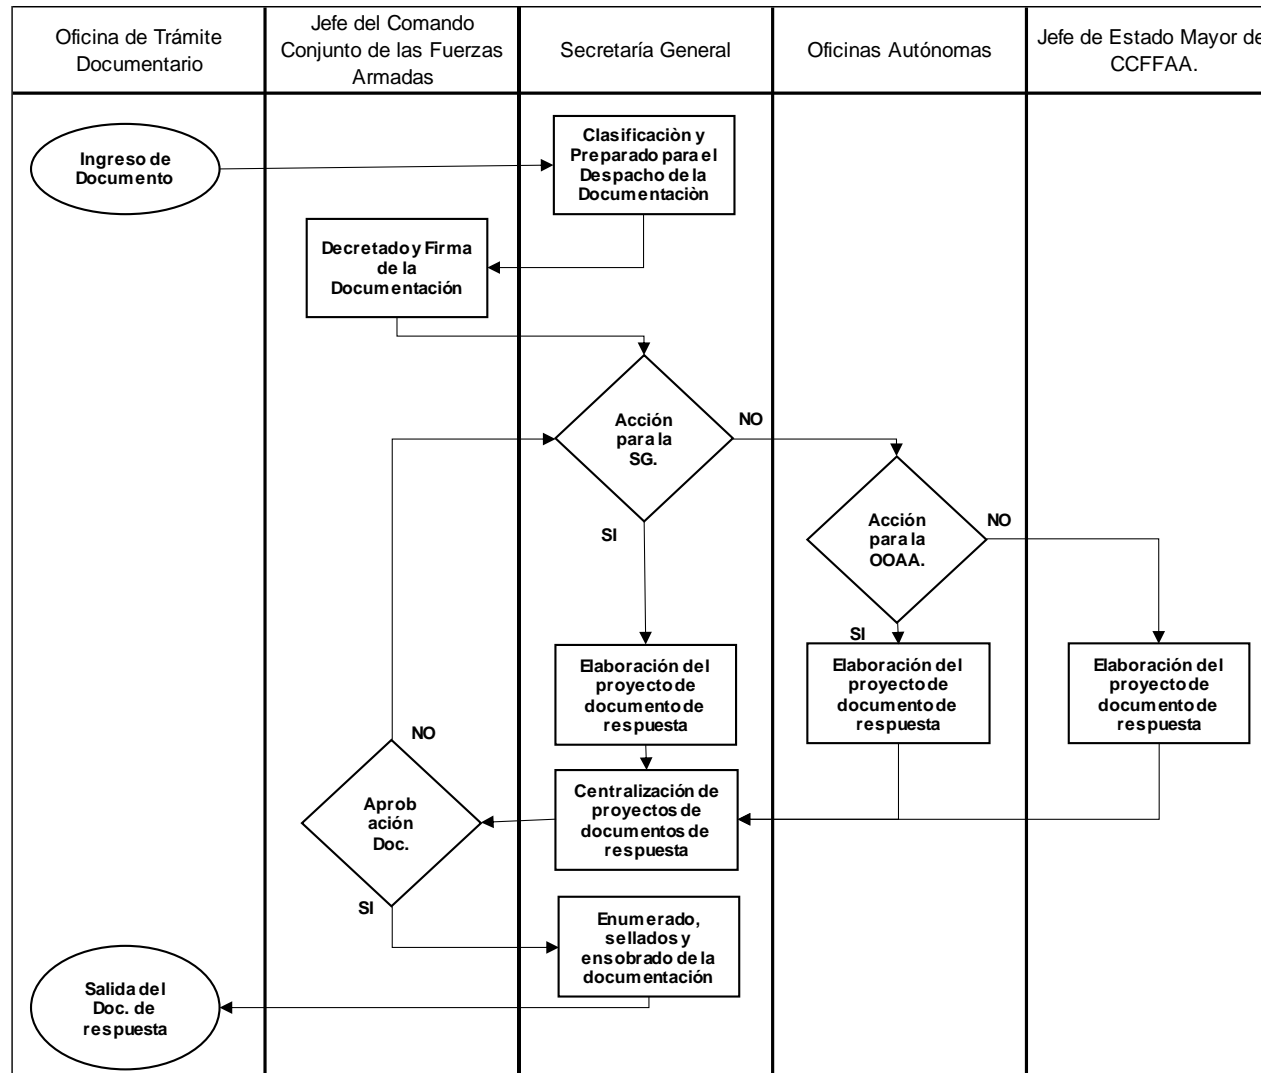 Oficina de Trámite
Documentario
Jefe del Comando
Conjunto de las Fuerzas
Armadas
Secretaría General
Oficinas Autónomas
Jefe de Estado Mayor de
CCFFAA.
Ingreso de
Documento
Clasificaciòn y
Preparado para el
Despacho de la
Documentaciòn
Decretado y Firma
de la
Documentación
Acción
para la
SG.
NO
SI
Acción
para la
OOAA.
NO
SI
Elaboración del
proyecto de
documento de
respuesta
Elaboración del
proyecto de
documento de
respuesta
Elaboración del
proyecto de
documento de
respuesta
NO
Aprob
ación
Doc.
SI
Centralización de
proyectos de
documentos de
respuesta
Enumerado,
sellados y
ensobrado de la
documentación
Salida del
Doc. de
respuesta